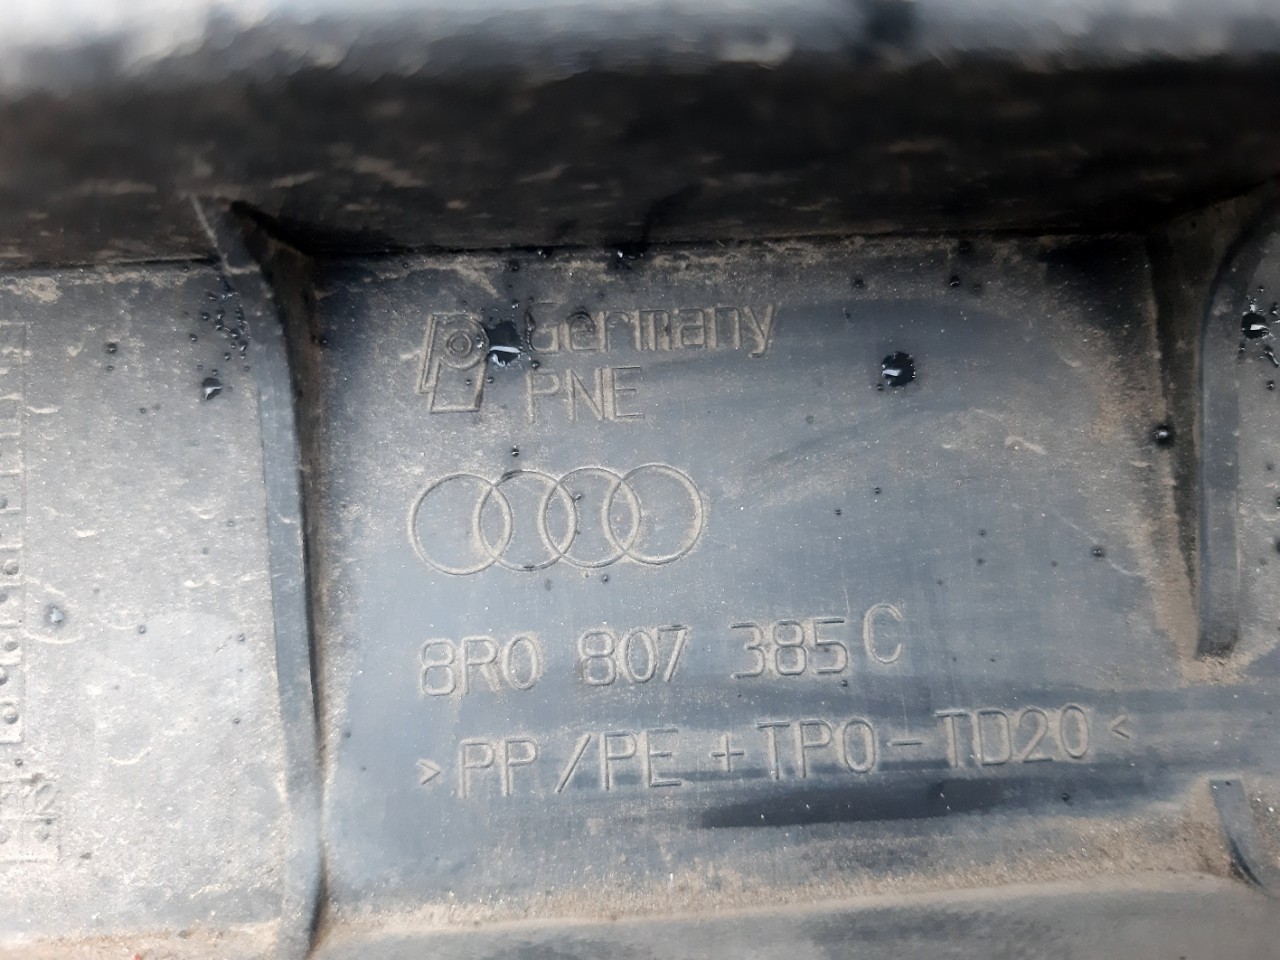 Germany
PNE
8R0 807 385 C
>PP/PE+TPO-TD20<